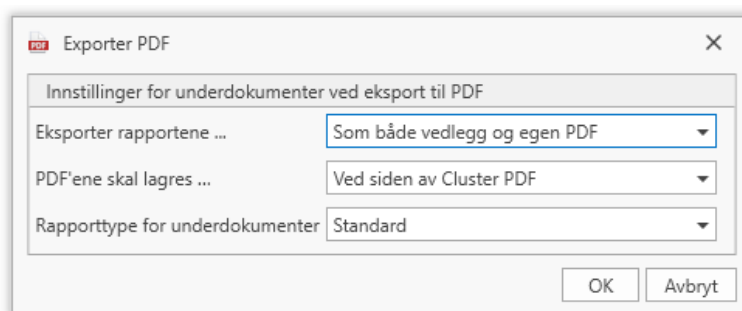 PDF Exporter PDF
Innstillinger for underdokumenter ved eksport til PDF
Eksporter rapportene ... Som både vedlegg og egen PDF
PDF'ene skal lagres ... Ved siden av Cluster PDF
Rapporttype for underdokumenter Standard
OK Avbryt